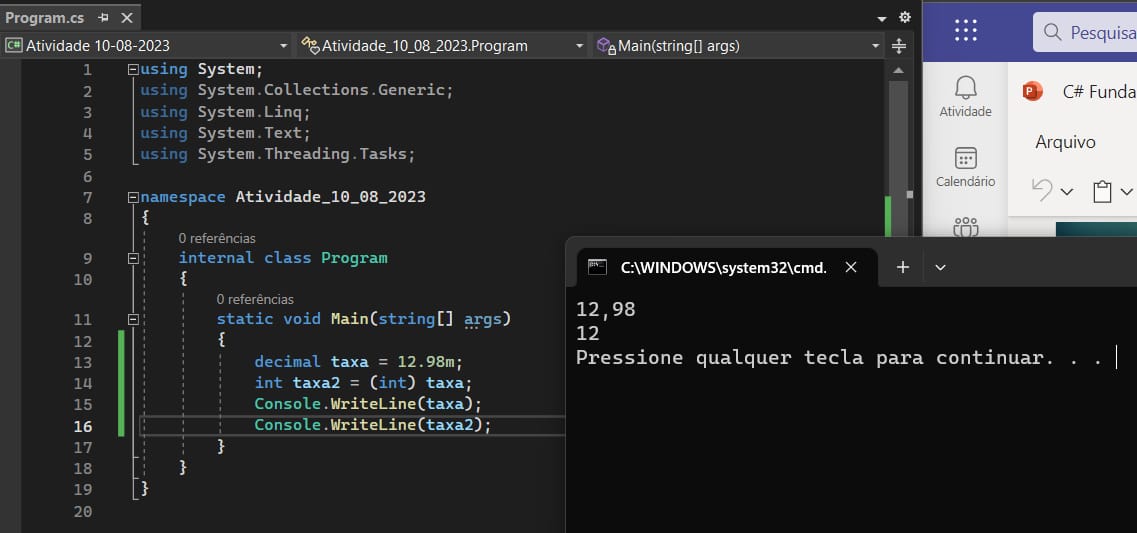 Program.cs
Atividade 10-08-2023
Atividade_10_08_2023.Program
Main(string[] args)
1 using System;
2 using System.Collections.Generic;
3 using System.Linq;
4 using System.Text;
5 using System.Threading.Tasks;
6
7 namespace Atividade_10_08_2023
8 {
0 referências
9 internal class Program
10 {
0 referências
11 static void Main(string[] args)
12 {
13 decimal taxa = 12.98m;
14 int taxa2 = (int) taxa;
15 Console.WriteLine(taxa);
16 Console.WriteLine(taxa2);
17 }
18 }
19 }
20
Pesquisa
Atividade
Calendário
C# Funda
Arquivo
C:\WINDOWS\system32\cmd.
12,98
12
Pressione qualquer tecla para continuar. . .